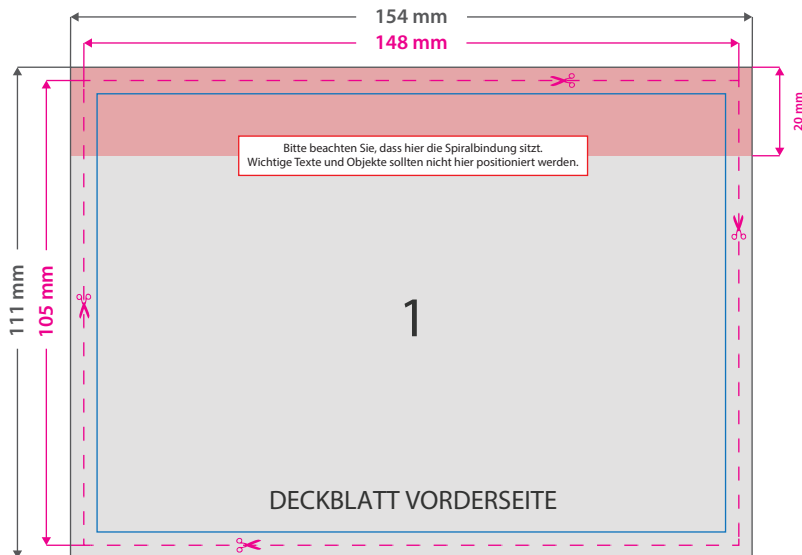 154 mm
148 mm
20 mm
Bitte beachten Sie, dass hier die Spiralbindung sitzt.
Wichtige Texte und Objekte sollten nicht hier positioniert werden.
111 mm
105 mm
1
DECKBLATT VORDERSEITE